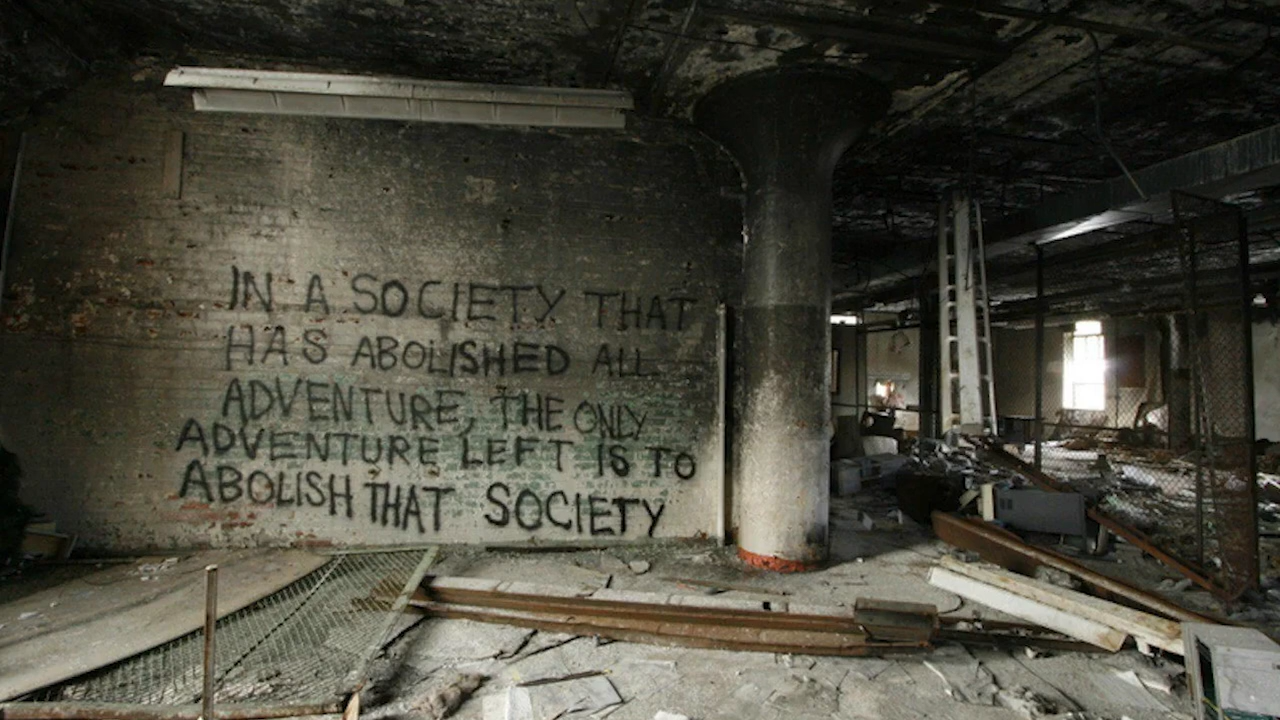 IN A SOCIETY THAT
HAS ABOLISHED ALL
ADVENTURE, THE ONLY
ADVENTURE LEFT IS TO
ABOLISH THAT SOCIETY